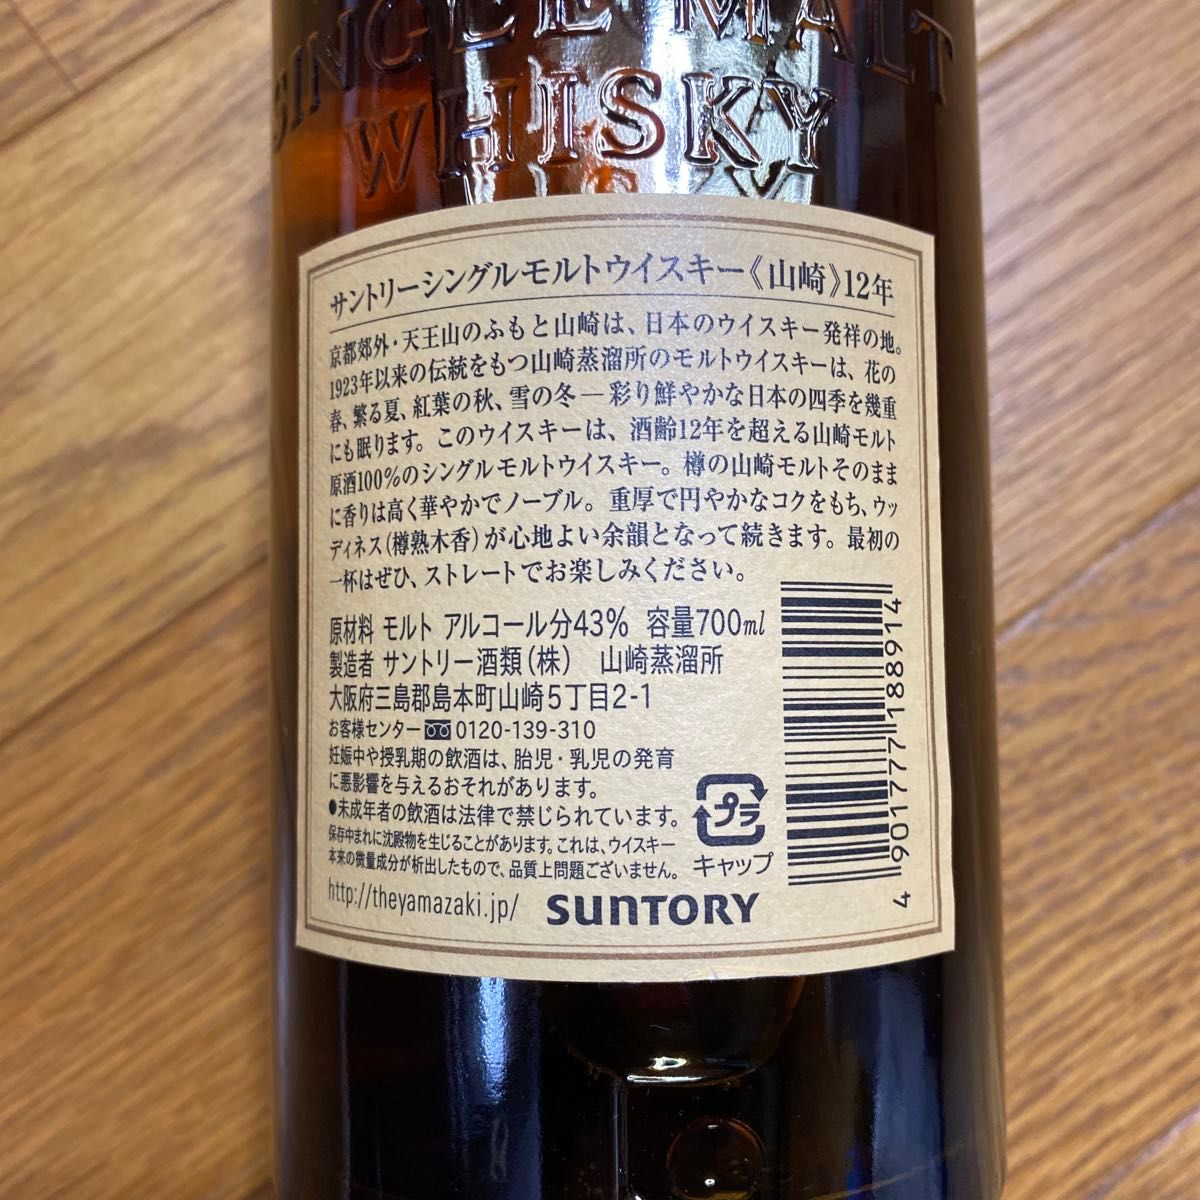 SINGLE MALT
WHISKY
サントリーシングルモルトウイスキー《山崎》12年
京都郊外・天王山のふもと山崎は、日本のウイスキー発祥の地。
1923年以来の伝統をもつ山崎蒸溜所のモルトウイスキーは、花の
春、繁る夏、紅葉の秋、雪の冬―彩り鮮やかな日本の四季を幾重
にも眠ります。このウイスキーは、酒齢12年を超える山崎モルト
原酒100%のシングルモルトウイスキー。樽の山崎モルトそのまま
に香りは高く華やかでノーブル。重厚で円やかなコクをもち、ウッ
ディネス(樽熟木香)が心地よい余韻となって続きます。最初の
一杯はぜひ、ストレートでお楽しみください。
原材料 モルト アルコール分43% 容量700ml
製造者 サントリー酒類(株) 山崎蒸溜所
大阪府三島郡島本町山崎5丁目2-1
お客様センター 0120-139-310
妊娠中や授乳期の飲酒は、胎児・乳児の発育
に悪影響を与えるおそれがあります。
●未成年者の飲酒は法律で禁じられています。
保存中まれに沈殿物を生じることがあります。これは、ウイスキー
本来の微量成分が析出したもので、品質上問題ございません。
プラ
キャップ
http://theyamazaki.jp/ SUNTORY
4 901777 188914